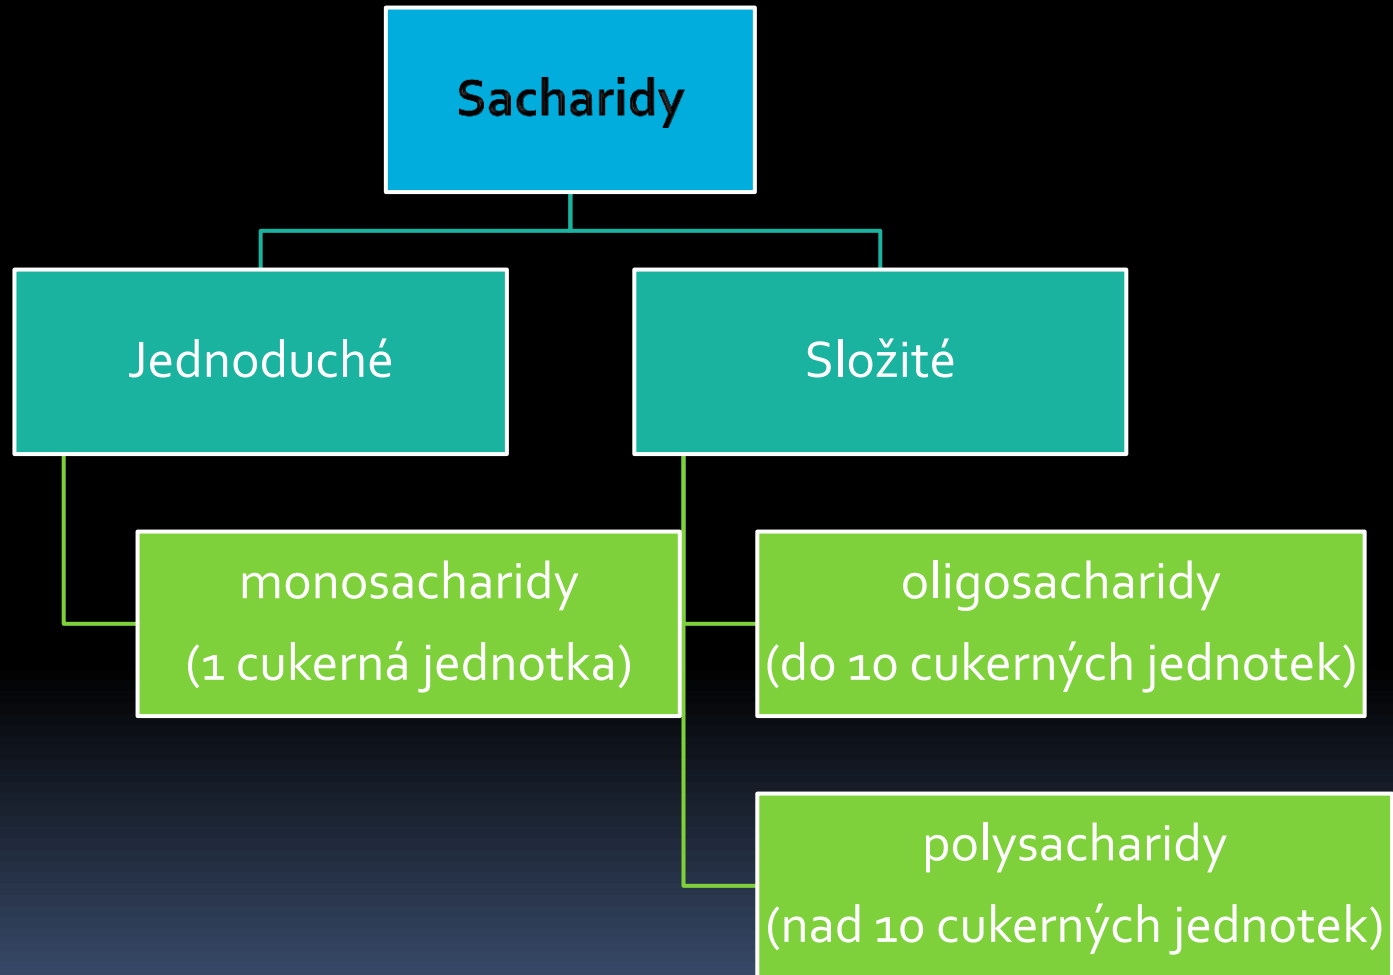 Sacharidy
Jednoduché
Složité
monosacharidy
(1 cukerná jednotka)
oligosacharidy
(do 10 cukerných jednotek)
polysacharidy
(nad 10 cukerných jednotek)